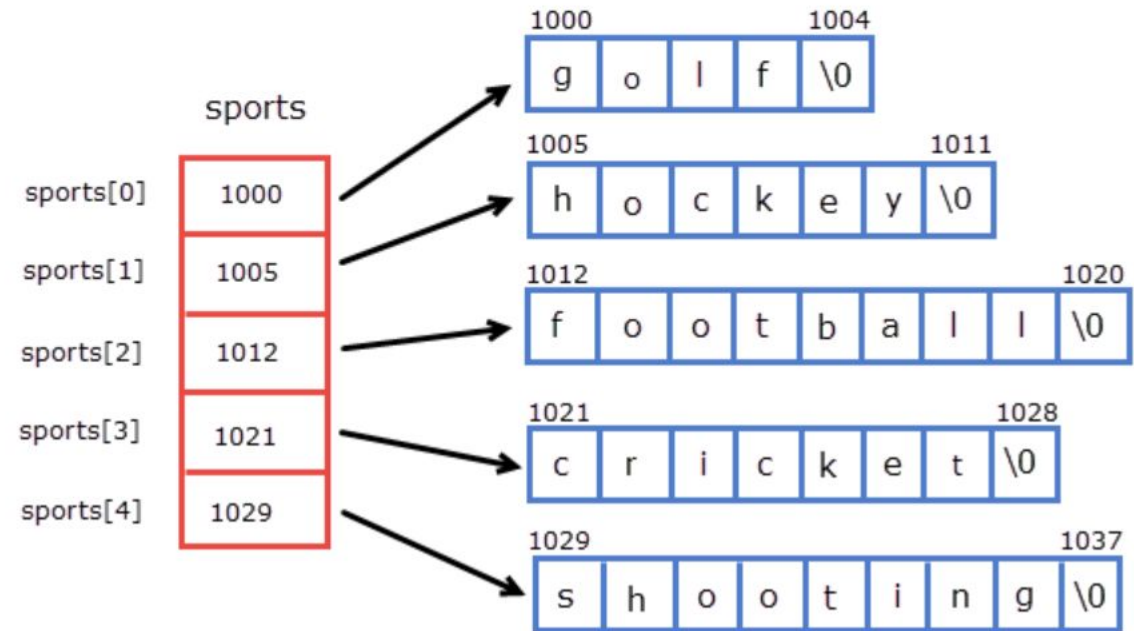 sports
sports[0] 1000
sports[1] 1005
sports[2] 1012
sports[3] 1021
sports[4] 1029
1000 1004
g o l f \0
1005 1011
h o c k e y \0
1012 1020
f o o t b a l l \0
1021 1028
c r i c k e t \0
1029 1037
s h o o t i n g \0